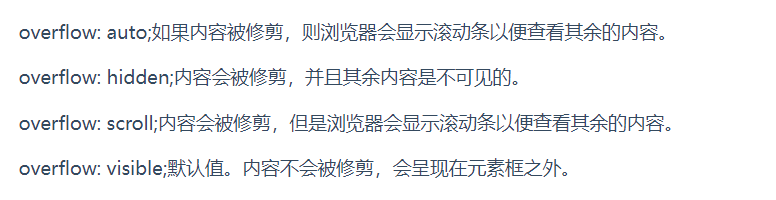 overflow: auto;如果内容被修剪，则浏览器会显示滚动条以便查看其余的内容。
overflow: hidden;内容会被修剪，并且其余内容是不可见的。
overflow: scroll;内容会被修剪，但是浏览器会显示滚动条以便查看其余的内容。
overflow: visible;默认值。内容不会被修剪，会呈现在元素框之外。